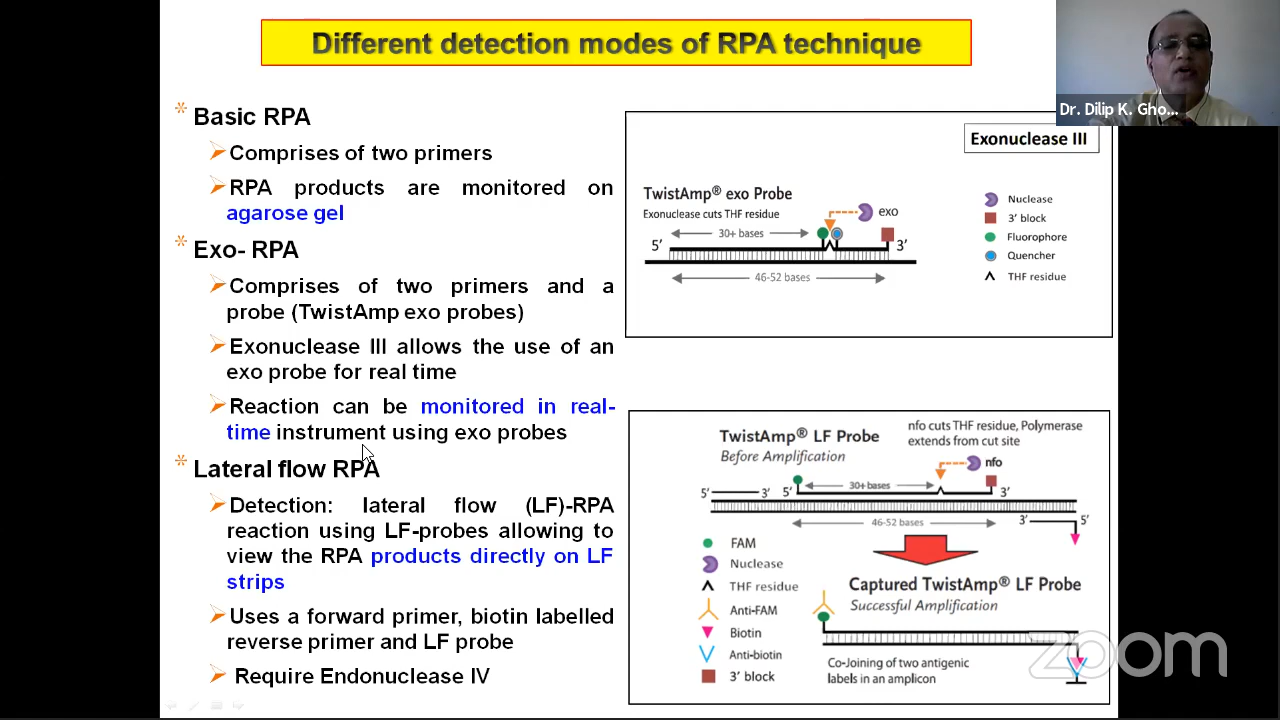 Different detection modes of RPA technique
Dr. Dilip K. Gho...
* Basic RPA
Comprises of two primers
RPA products are monitored on
agarose gel
* Exo- RPA
Comprises of two primers and a
probe (TwistAmp exo probes)
Exonuclease III allows the use of an
exo probe for real time
Reaction can be monitored in real-
time instrument using exo probes
* Lateral flow RPA
Detection: lateral flow (LF)-RPA
reaction using LF-probes allowing to
view the RPA products directly on LF
strips
Uses a forward primer, biotin labelled
reverse primer and LF probe
Require Endonuclease IV
Exonuclease III
TwistAmp® exo Probe
Exonuclease cuts THF residue
exo
30+ bases
5’
3’
46-52 bases
Nuclease
3’ block
Fluorophore
Quencher
THF residue
TwistAmp® LF Probe
Before Amplification
nfo cuts THF residue, Polymerase
extends from cut site
nfo
30+ bases
5’ 3’ 5’ 3’
46-52 bases
3’ 5’
FAM
Nuclease
THF residue
Anti-FAM
Biotin
Anti-biotin
3’ block
Captured TwistAmp® LF Probe
Successful Amplification
Co-Joining of two antigenic
labels in an amplicon
zoom